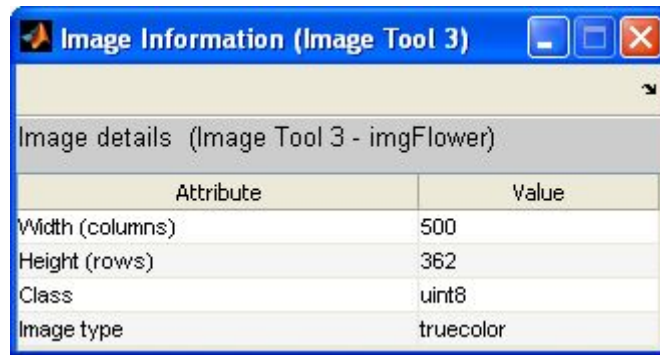 Image Information (Image Tool 3)
Image details (Image Tool 3 - imgFlower)
Attribute Value
Width (columns) 500
Height (rows) 362
Class uint8
Image type truecolor